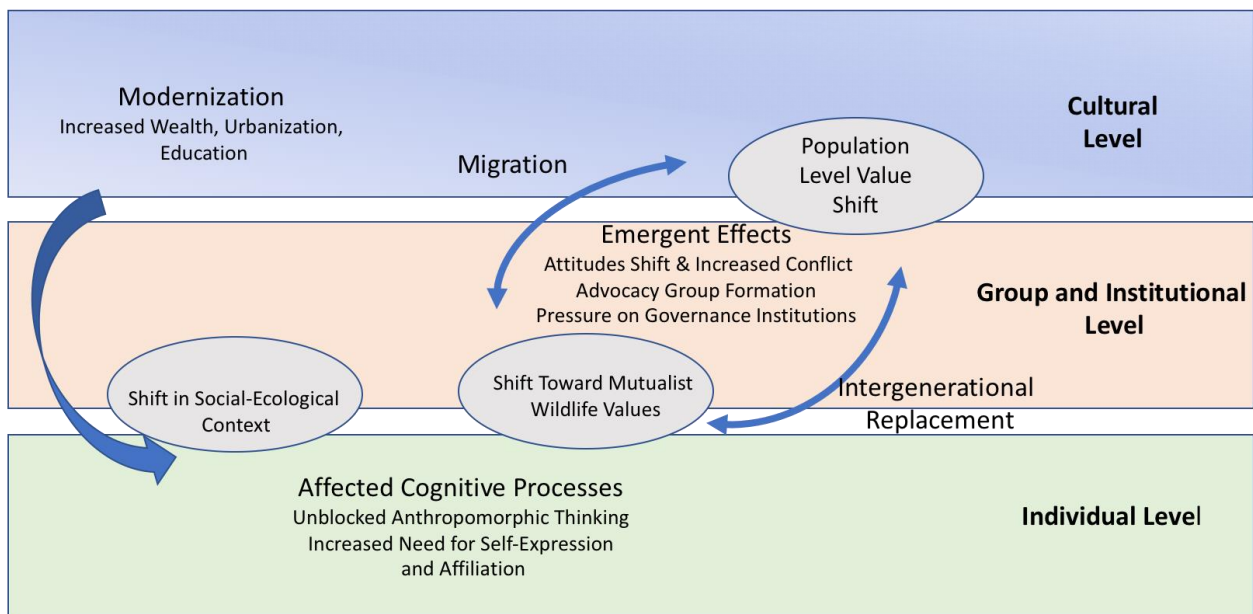 Modernization
Increased Wealth, Urbanization,
Education
Migration
Population
Level Value
Shift
Cultural
Level
Emergent Effects
Attitudes Shift & Increased Conflict
Advocacy Group Formation
Pressure on Governance Institutions
Group and Institutional
Level
Shift in Social-Ecological
Context
Shift Toward Mutualist
Wildlife Values
Intergenerational
Replacement
Affected Cognitive Processes
Unblocked Anthropomorphic Thinking
Increased Need for Self-Expression
and Affiliation
Individual Level